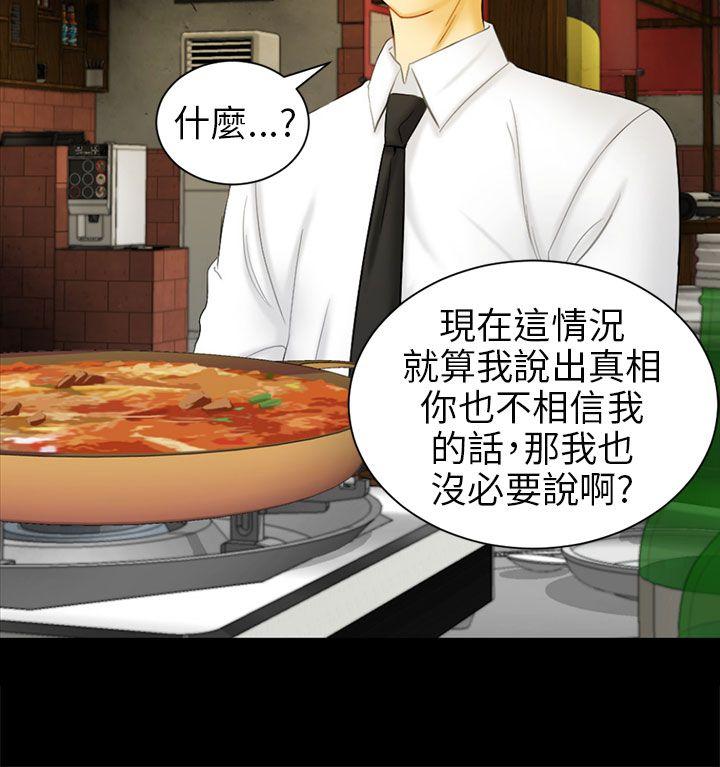 什麼...?
現在這情況
就算我說出真相
你也不相信我
的話,那我也
沒必要說啊?